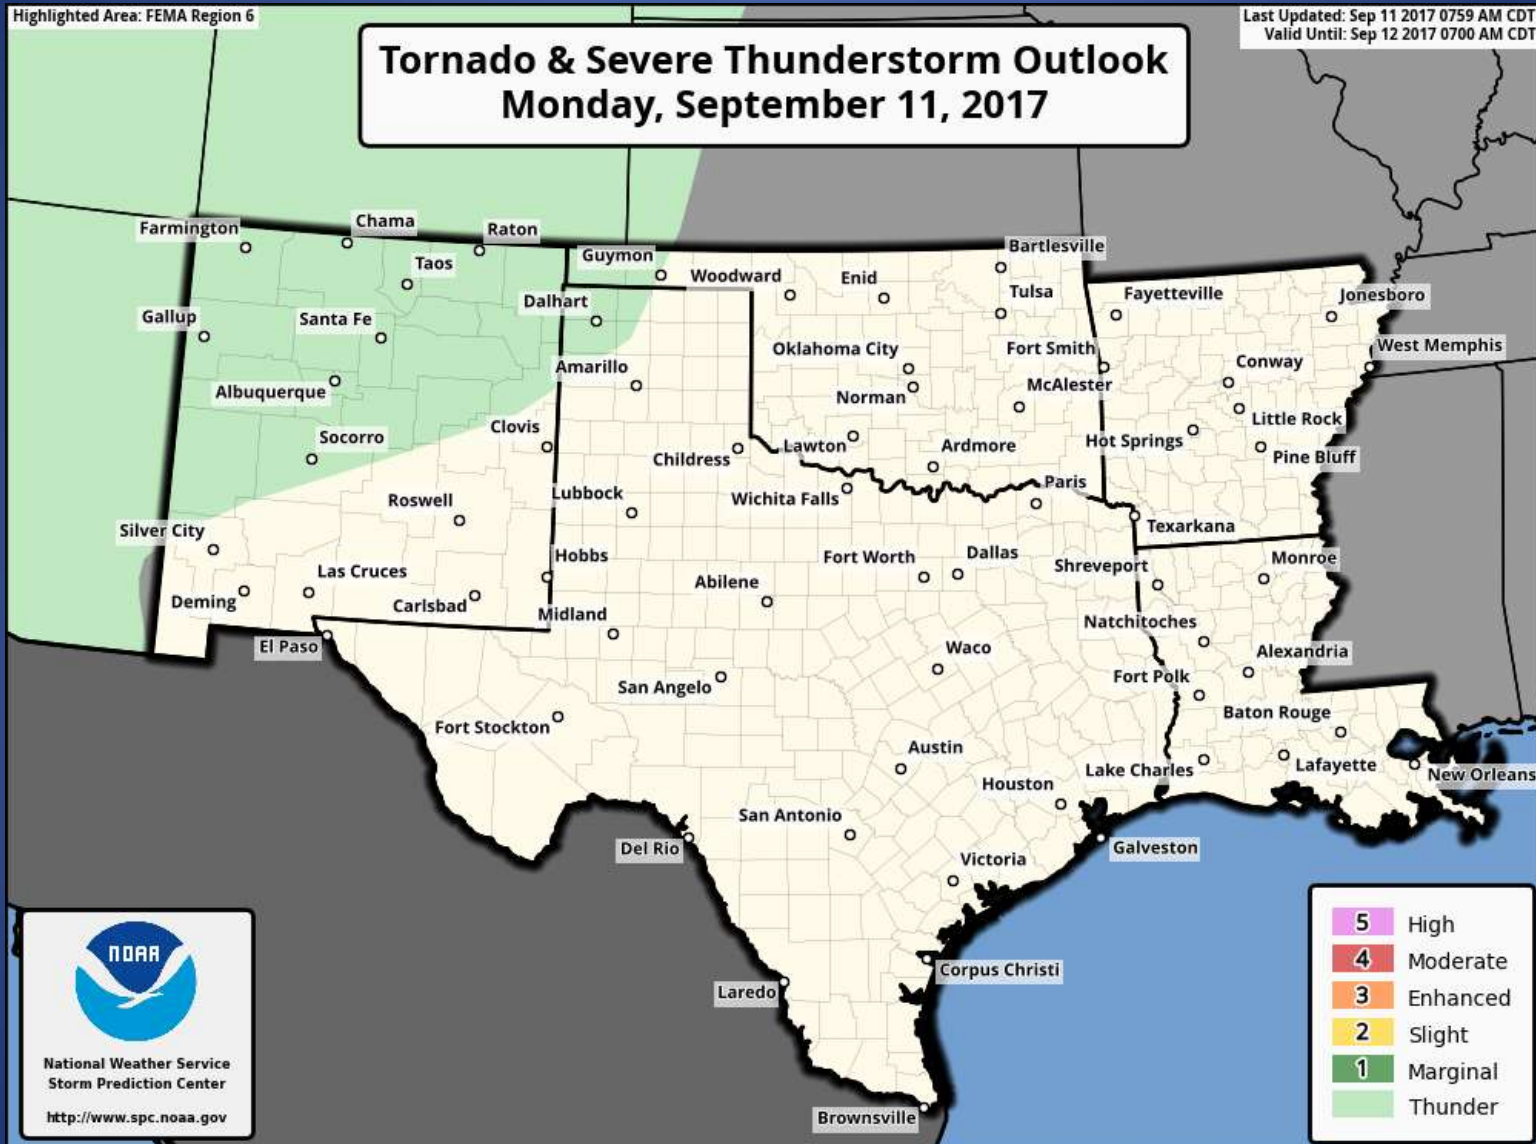 Highlighted Area: FEMA Region 6
Last Updated: Sep 11 2017 0759 AM CDT
Valid Until: Sep 12 2017 0700 AM CDT
Tornado & Severe Thunderstorm Outlook
Monday, September 11, 2017
Farmington
Chama
Raton
Taos
Guymon
Woodward
Enid
Bartlesville
Dalhart
Tulsa
Fayetteville
Jonesboro
Gallup
Santa Fe
Oklahoma City
Fort Smith
West Memphis
Amarillo
Conway
Albuquerque
Norman
McAlester
Little Rock
Clovis
Socorro
Childress
Lawton
Ardmore
Hot Springs
Pine Bluff
Roswell
Lubbock
Wichita Falls
Paris
Texarkana
Silver City
Hobbs
Fort Worth
Dallas
Shreveport
Monroe
Las Cruces
Abilene
Deming
Carlsbad
Midland
Natchitoches
El Paso
Waco
Alexandria
San Angelo
Fort Polk
Fort Stockton
Baton Rouge
Austin
Lake Charles
Lafayette
New Orleans
Houston
San Antonio
Del Rio
Galveston
Victoria
Corpus Christi
Laredo
Brownsville
NOAA
National Weather Service
Storm Prediction Center
http://www.spc.noaa.gov
5 High
4 Moderate
3 Enhanced
2 Slight
1 Marginal
Thunder